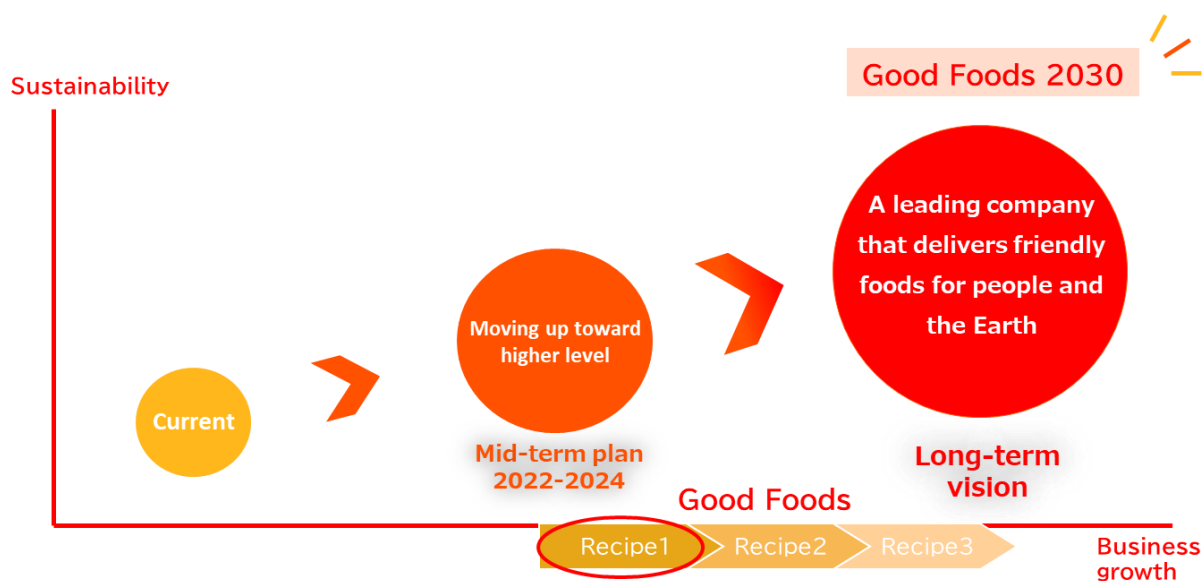 Sustainability
Good Foods 2030
A leading company
that delivers friendly
foods for people and
the Earth
Moving up toward
higher level
Current
Mid-term plan
2022-2024
Long-term
vision
Good Foods
Recipe1
Recipe2
Recipe3
Business
growth